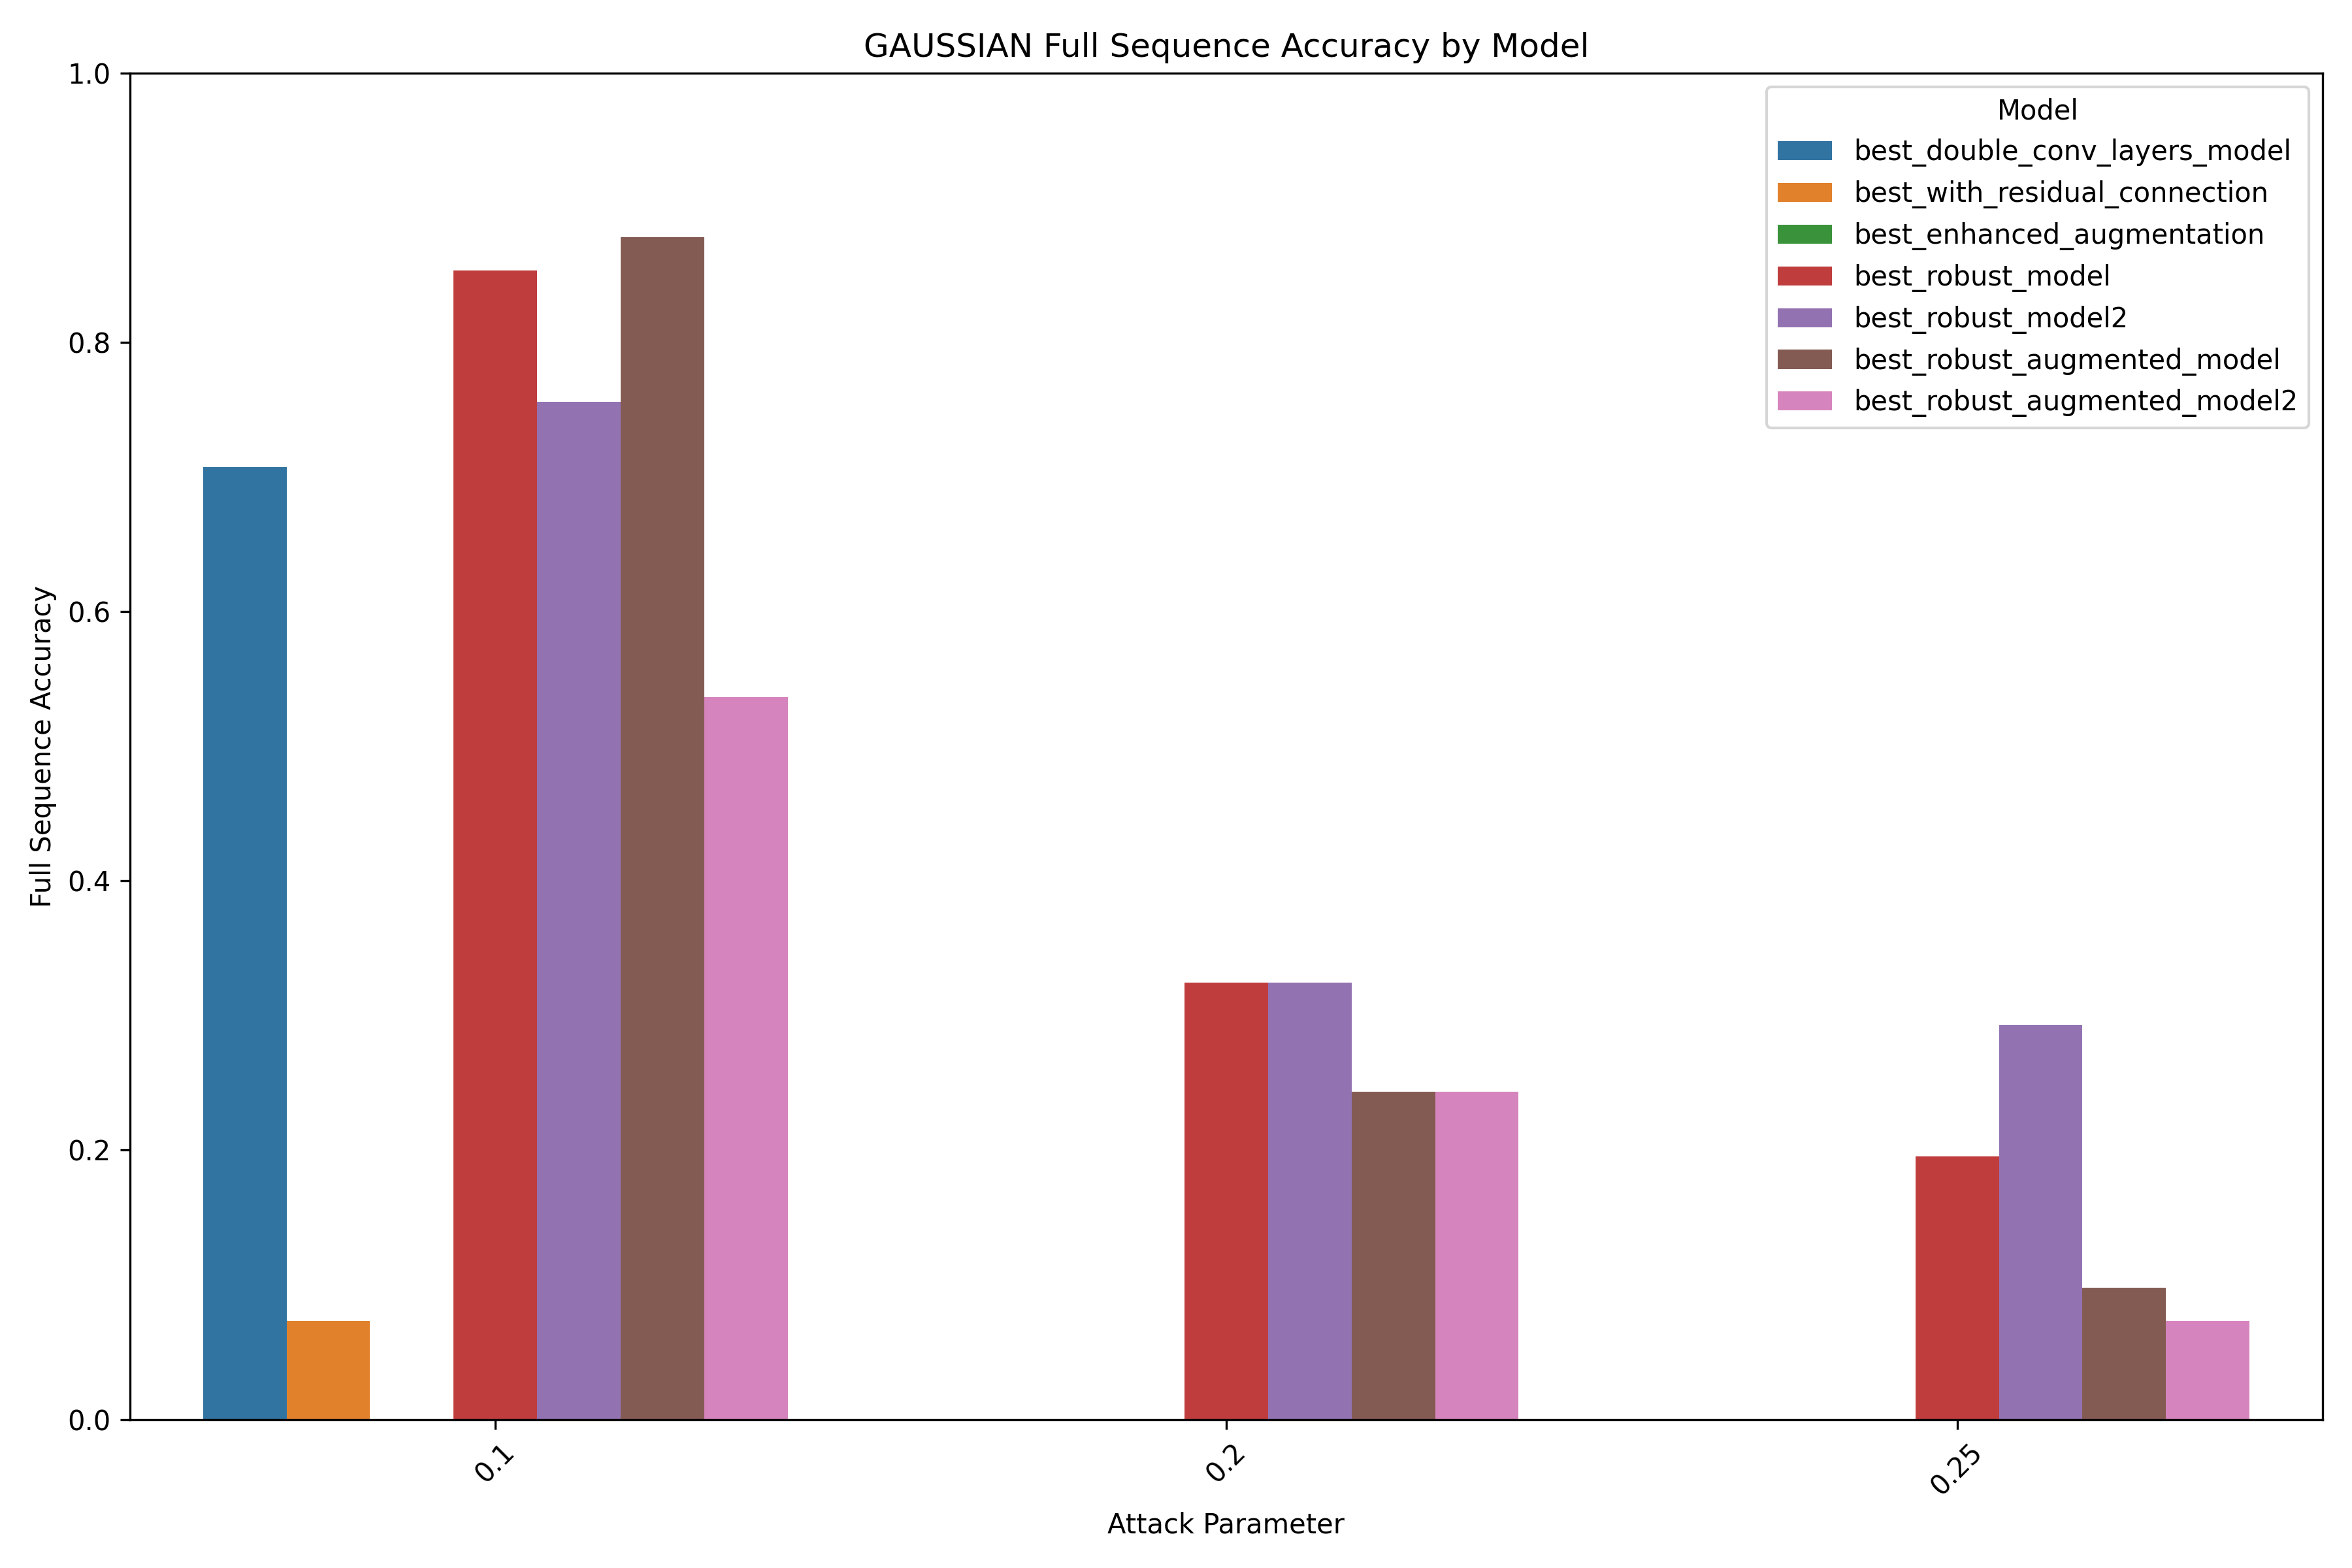 GAUSSIAN Full Sequence Accuracy by Model
Full Sequence Accuracy
1.0
0.8
0.6
0.4
0.2
0.0
Model
best_double_conv_layers_model
best_with_residual_connection
best_enhanced_augmentation
best_robust_model
best_robust_model2
best_robust_augmented_model
best_robust_augmented_model2
0.1
0.2
0.25
Attack Parameter